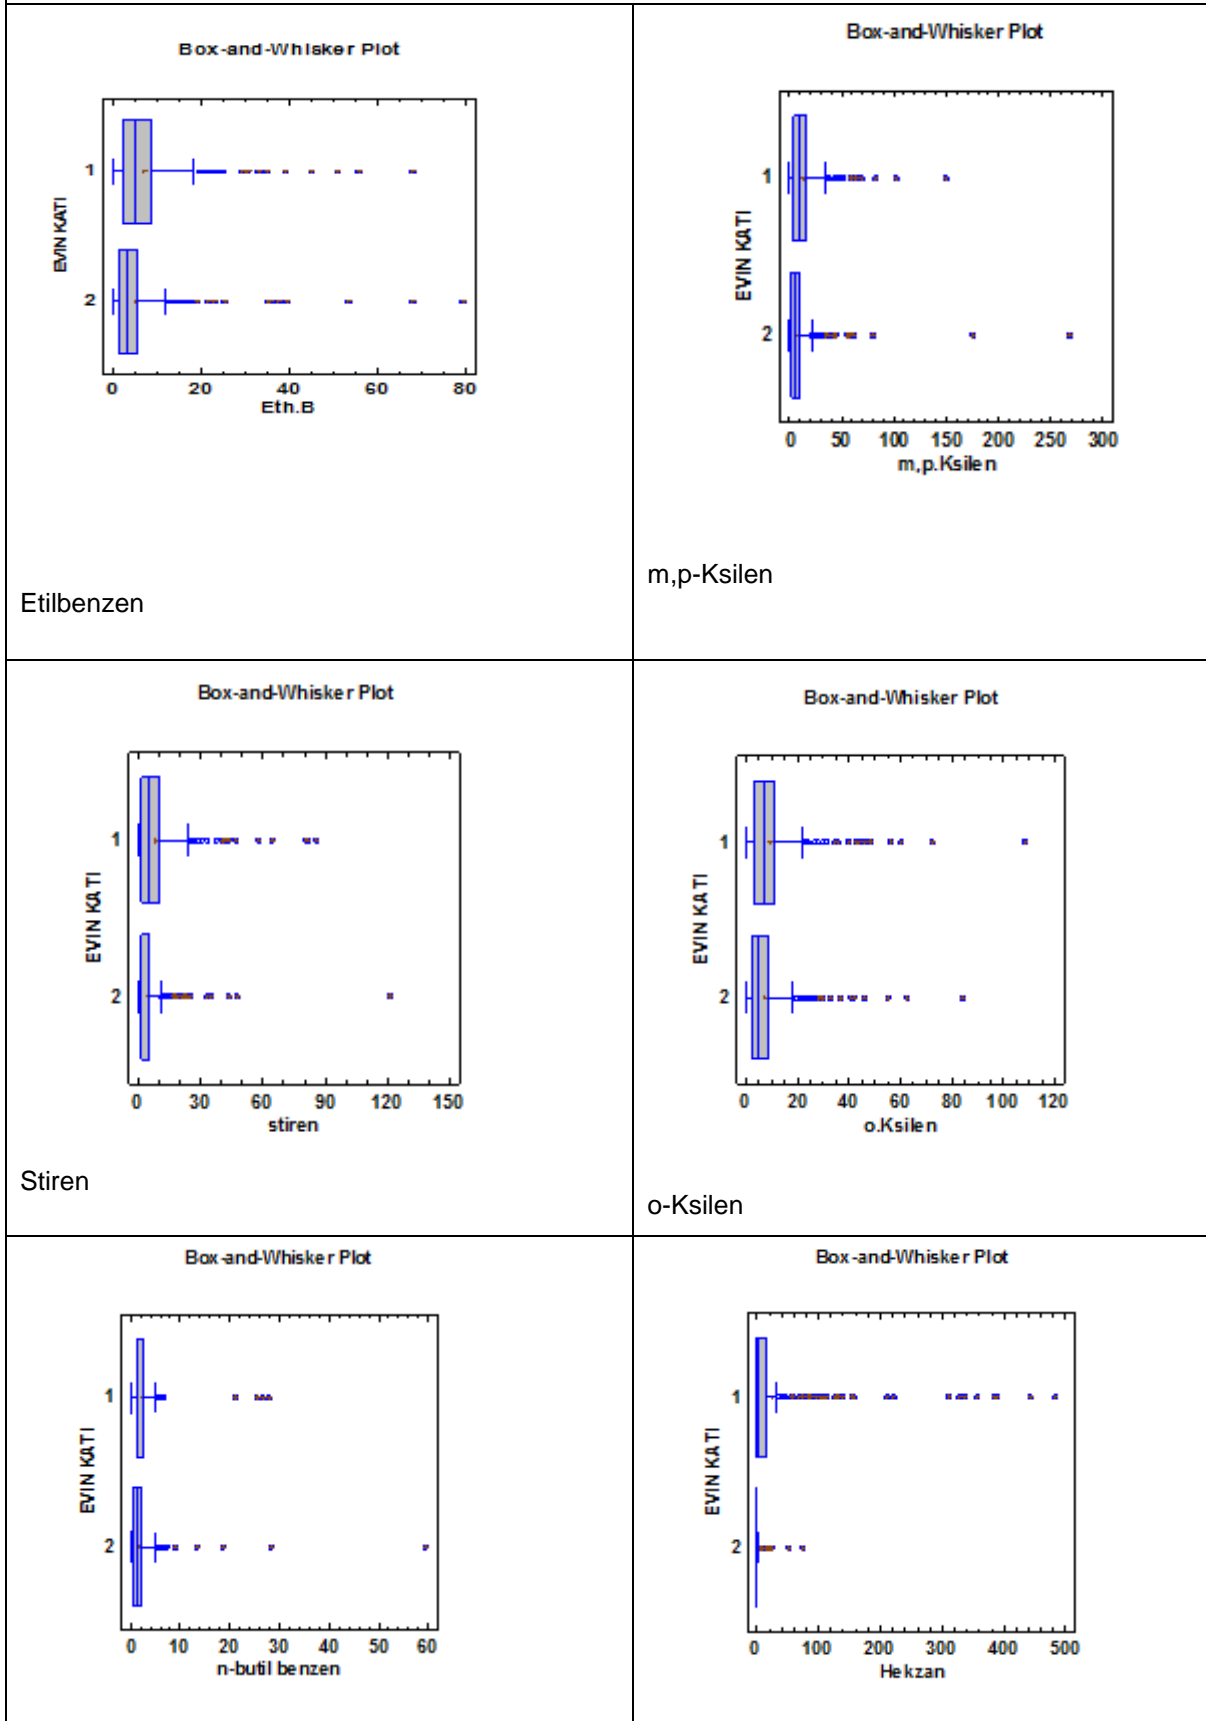 Box-and-Whisker Plot
EVIN KATI
1
2
0 20 40 60 80
Eth.B
Etilbenzen
Box-and-Whisker Plot
EVIN KATI
1
2
0 50 100 150 200 250 300
m,p.Ksilen
m,p-Ksilen
Box-and-Whisker Plot
EVIN KATI
1
2
0 30 60 90 120 150
stiren
Stiren
Box-and-Whisker Plot
EVIN KATI
1
2
0 20 40 60 80 100 120
o.Ksilen
o-Ksilen
Box-and-Whisker Plot
EVIN KATI
1
2
0 10 20 30 40 50 60
n-butil benzen
Box-and-Whisker Plot
EVIN KATI
1
2
0 100 200 300 400 500
Hekzan